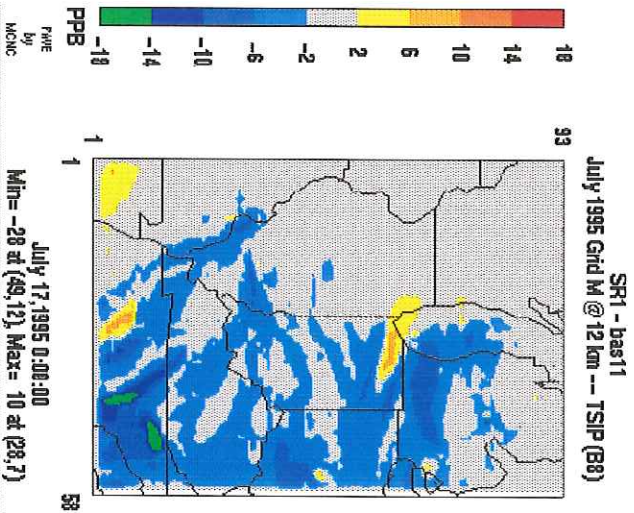 SR1 - bas11
July 1995 Grid M @ 12 km --- TSIP (B8)
18
14
10
6
2
-2
-6
-10
-14
-18
PPB
PAVE
by
MCNC
93
1
1
58
July 17,1995 0:00:00
Min= -28 at (49,12), Max= 10 at (28,7)